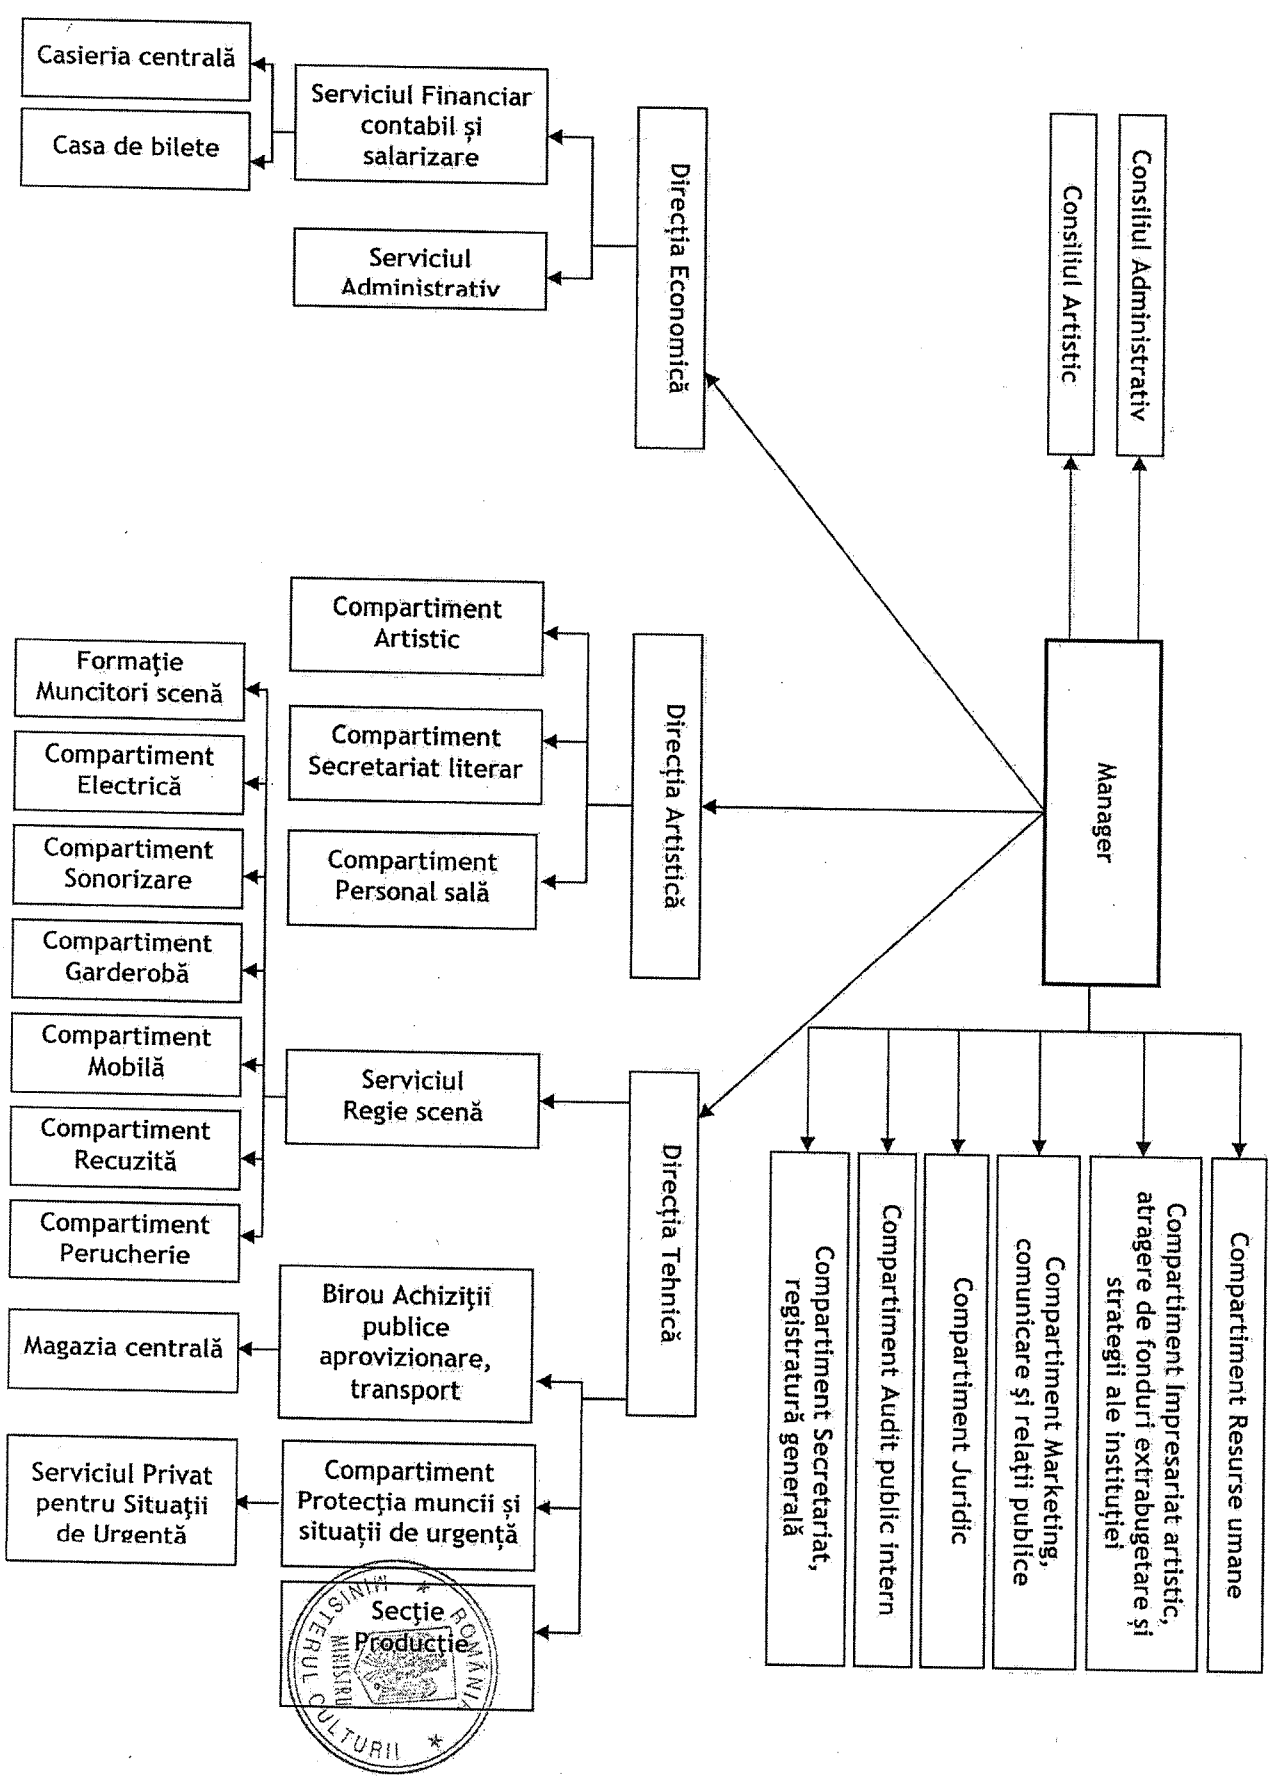 Consiliul Administrativ
Consiliul Artistic
Manager
Compartiment Resurse umane
Compartiment Impresariat artistic,
atragere de fonduri extrabugetare și
strategii ale instituției
Compartiment Marketing,
comunicare și relații publice
Compartiment Juridic
Compartiment Audit public intern
Compartiment Secretariat,
registratură generală
Direcția Economică
Serviciul Financiar
contabil și
salarizare
Casieria centrală
Casa de bilete
Serviciul
Administrativ
Direcția Artistică
Compartiment
Artistic
Compartiment
Secretariat literar
Compartiment
Personal sală
Direcția Tehnică
Serviciul
Regie scenă
Formație
Muncitori scenă
Compartiment
Electrică
Compartiment
Sonorizare
Compartiment
Garderobă
Compartiment
Mobilă
Compartiment
Recuzită
Compartiment
Perucherie
Birou Achiziții
publice
aprovizionare,
transport
Magazia centrală
Compartiment
Protecția muncii și
situații de urgență
Serviciul Privat
pentru Situații
de Urgență
Secție
Producție
ROMÂNIA
MINISTERUL CULTURII
MINISTRU